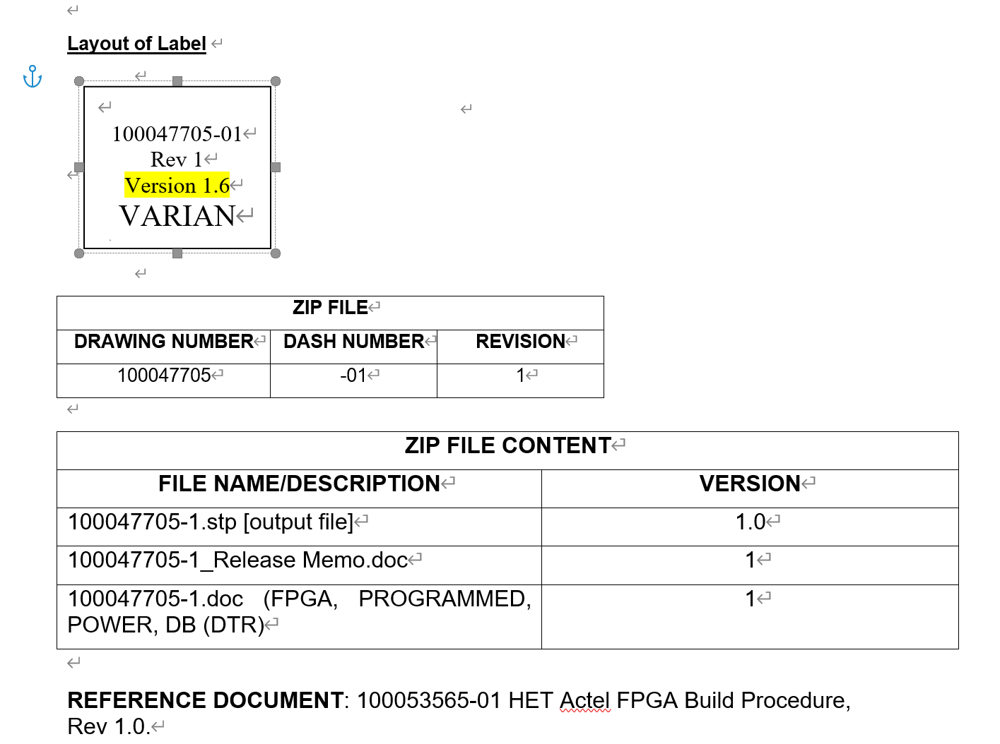 Layout of Label
100047705-01
Rev 1
Version 1.6
VARIAN
ZIP FILE
DRAWING NUMBER DASH NUMBER REVISION
100047705 -01 1
ZIP FILE CONTENT
FILE NAME/DESCRIPTION VERSION
100047705-1.stp [output file] 1.0
100047705-1_Release Memo.doc 1
100047705-1.doc (FPGA, PROGRAMMED, 1
POWER, DB (DTR)
REFERENCE DOCUMENT: 100053565-01 HET Actel FPGA Build Procedure,
Rev 1.0.